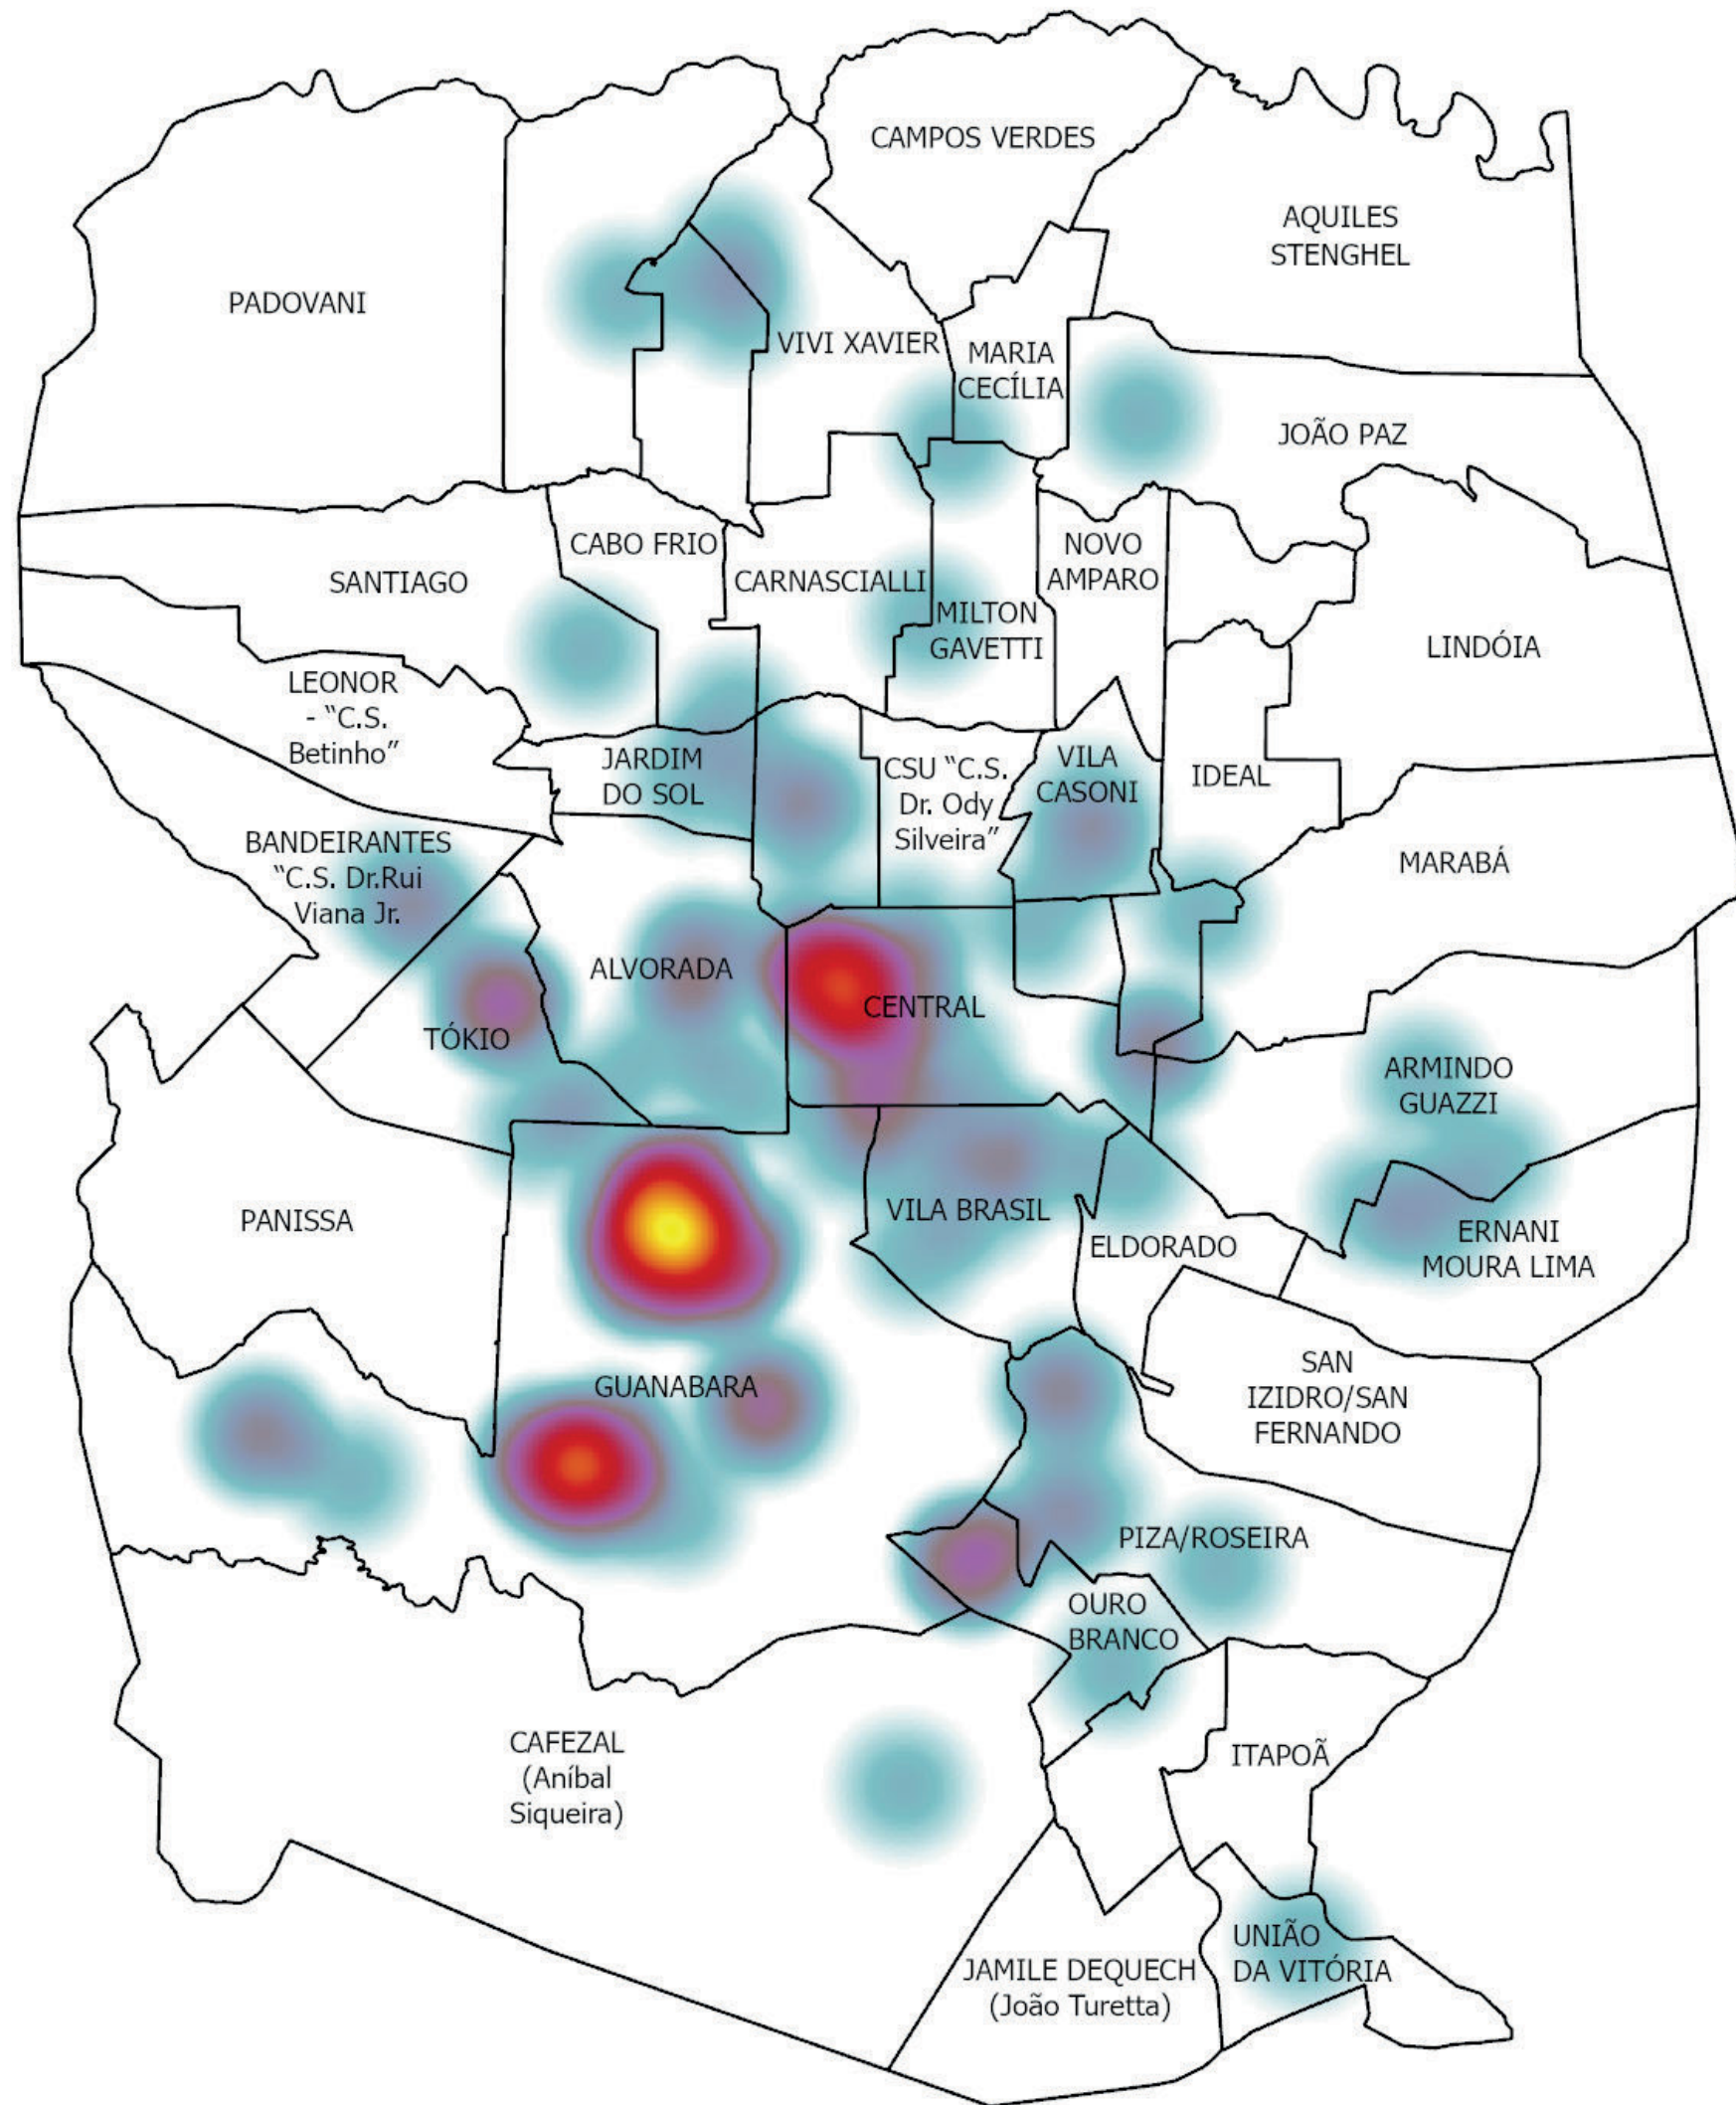 CAMPOS VERDES
AQUILES
STENGHEL
PADOVANI
VIVI XAVIER
MARIA
CECÍLIA
JOÃO PAZ
CABO FRIO
NOVO
AMPARO
SANTIAGO
CARNASCIALLI
MILTON
GAVETTI
LINDÓIA
LEONOR
- “C.S.
Betinho”
JARDIM
DO SOL
CSU “C.S.
Dr. Ody
Silveira”
VILA
CASONI
IDEAL
BANDEIRANTES
“C.S. Dr.Rui
Viana Jr.
MARABÁ
ALVORADA
CENTRAL
TÓKIO
ARMINDO
GUAZZI
PANISSA
VILA BRASIL
ELDORADO
ERNANI
MOURA LIMA
GUANABARA
SAN
IZIDRO/SAN
FERNANDO
PIZA/ROSEIRA
OURO
BRANCO
CAFEZAL
(Aníbal
Siqueira)
ITAPOÃ
UNIÃO
DA VITÓRIA
JAMILE DEQUECH
(João Turetta)